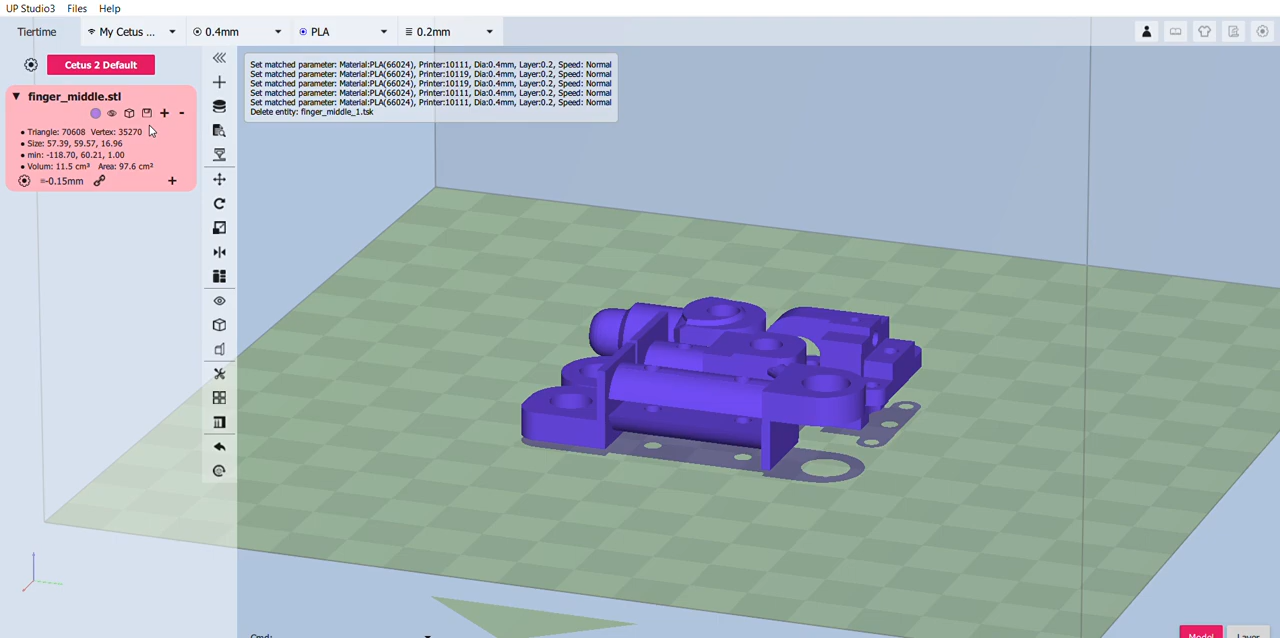 UP Studio3 Files Help
Tiertime My Cetus ... 0.4mm PLA 0.2mm
Cetus 2 Default
finger_middle.stl
• Triangle: 70608 Vertex: 35270
• Size: 57.39, 59.57, 16.96
• min: -118.70, 60.21, 1.00
• Volum: 11.5 cm³ Area: 97.6 cm²
=-0.15mm
Set matched parameter: Material:PLA(66024), Printer:10111, Dia:0.4mm, Layer:0.2, Speed: Normal
Set matched parameter: Material:PLA(66024), Printer:10119, Dia:0.4mm, Layer:0.2, Speed: Normal
Set matched parameter: Material:PLA(66024), Printer:10119, Dia:0.4mm, Layer:0.2, Speed: Normal
Set matched parameter: Material:PLA(66024), Printer:10111, Dia:0.4mm, Layer:0.2, Speed: Normal
Set matched parameter: Material:PLA(66024), Printer:10111, Dia:0.4mm, Layer:0.2, Speed: Normal
Delete entity: finger_middle_1.tsk
Cmd: Model Layer